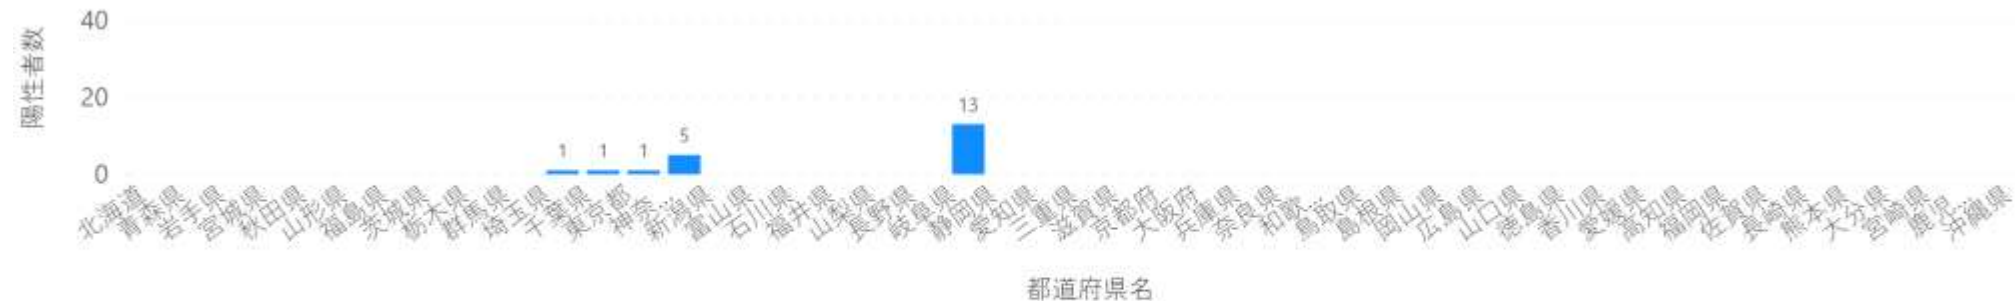 40
陽性者数
20
13
5
1 1 1
0
北海道 青森県 岩手県 宮城県 秋田県 山形県 福島県 茨城県 栃木県 群馬県 埼玉県 千葉県 東京都 神奈… 新潟県 富山県 石川県 福井県 山梨県 長野県 岐阜県 静岡県 愛知県 三重県 滋賀県 京都府 大阪府 兵庫県 奈良県 和歌… 鳥取県 島根県 岡山県 広島県 山口県 徳島県 香川県 愛媛県 高知県 福岡県 佐賀県 長崎県 熊本県 大分県 宮崎県 鹿児… 沖縄県
都道府県名